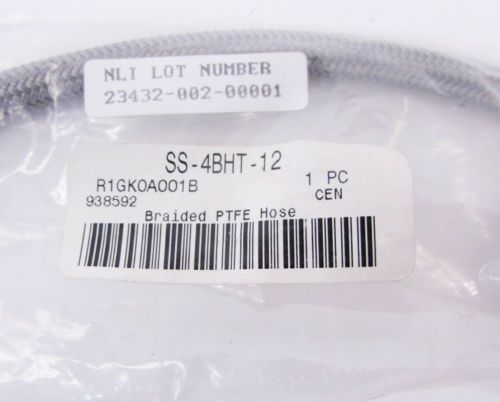 NLI LOT NUMBER
23432-002-00001
SS-4BHT-12
R1GK0A001B 1 PC
938592 CEN
Braided PTFE Hose